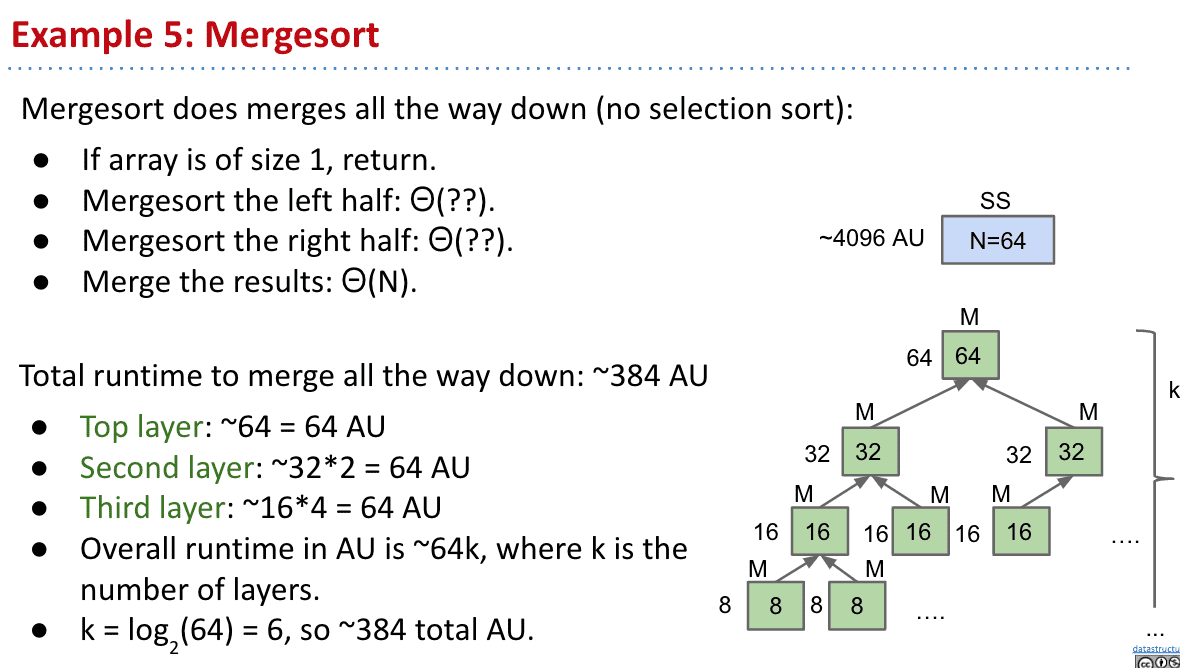 Example 5: Mergesort
Mergesort does merges all the way down (no selection sort):
● If array is of size 1, return.
● Mergesort the left half: Θ(??).
● Mergesort the right half: Θ(??).
● Merge the results: Θ(N).
Total runtime to merge all the way down: ~384 AU
● Top layer: ~64 = 64 AU
● Second layer: ~32*2 = 64 AU
● Third layer: ~16*4 = 64 AU
● Overall runtime in AU is ~64k, where k is the
number of layers.
● k = log₂(64) = 6, so ~384 total AU.
SS
~4096 AU N=64
M
64 64
k
M M
32 32 32 32
M M M
16 16 16 16 16 16 ....
M M
8 8 8 8 ....
...
datastructu
cc $